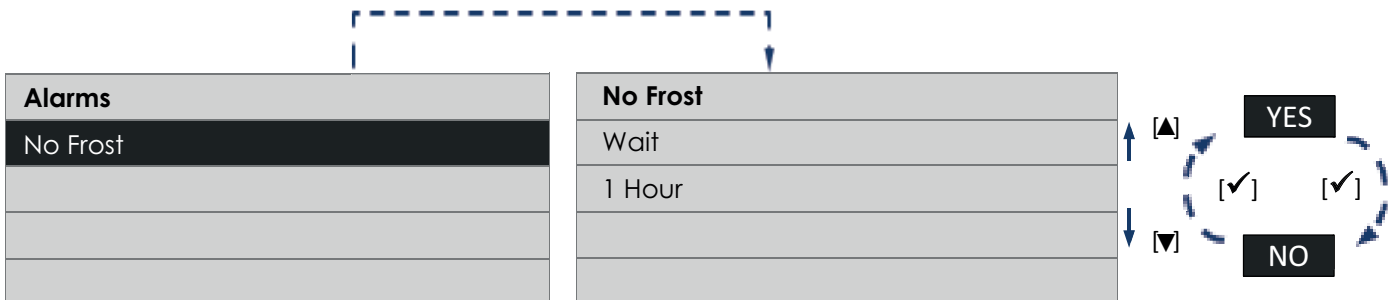 Alarms
No Frost
No Frost
Wait
1 Hour
[▲]
[▼]
YES
[✔] [✔]
NO